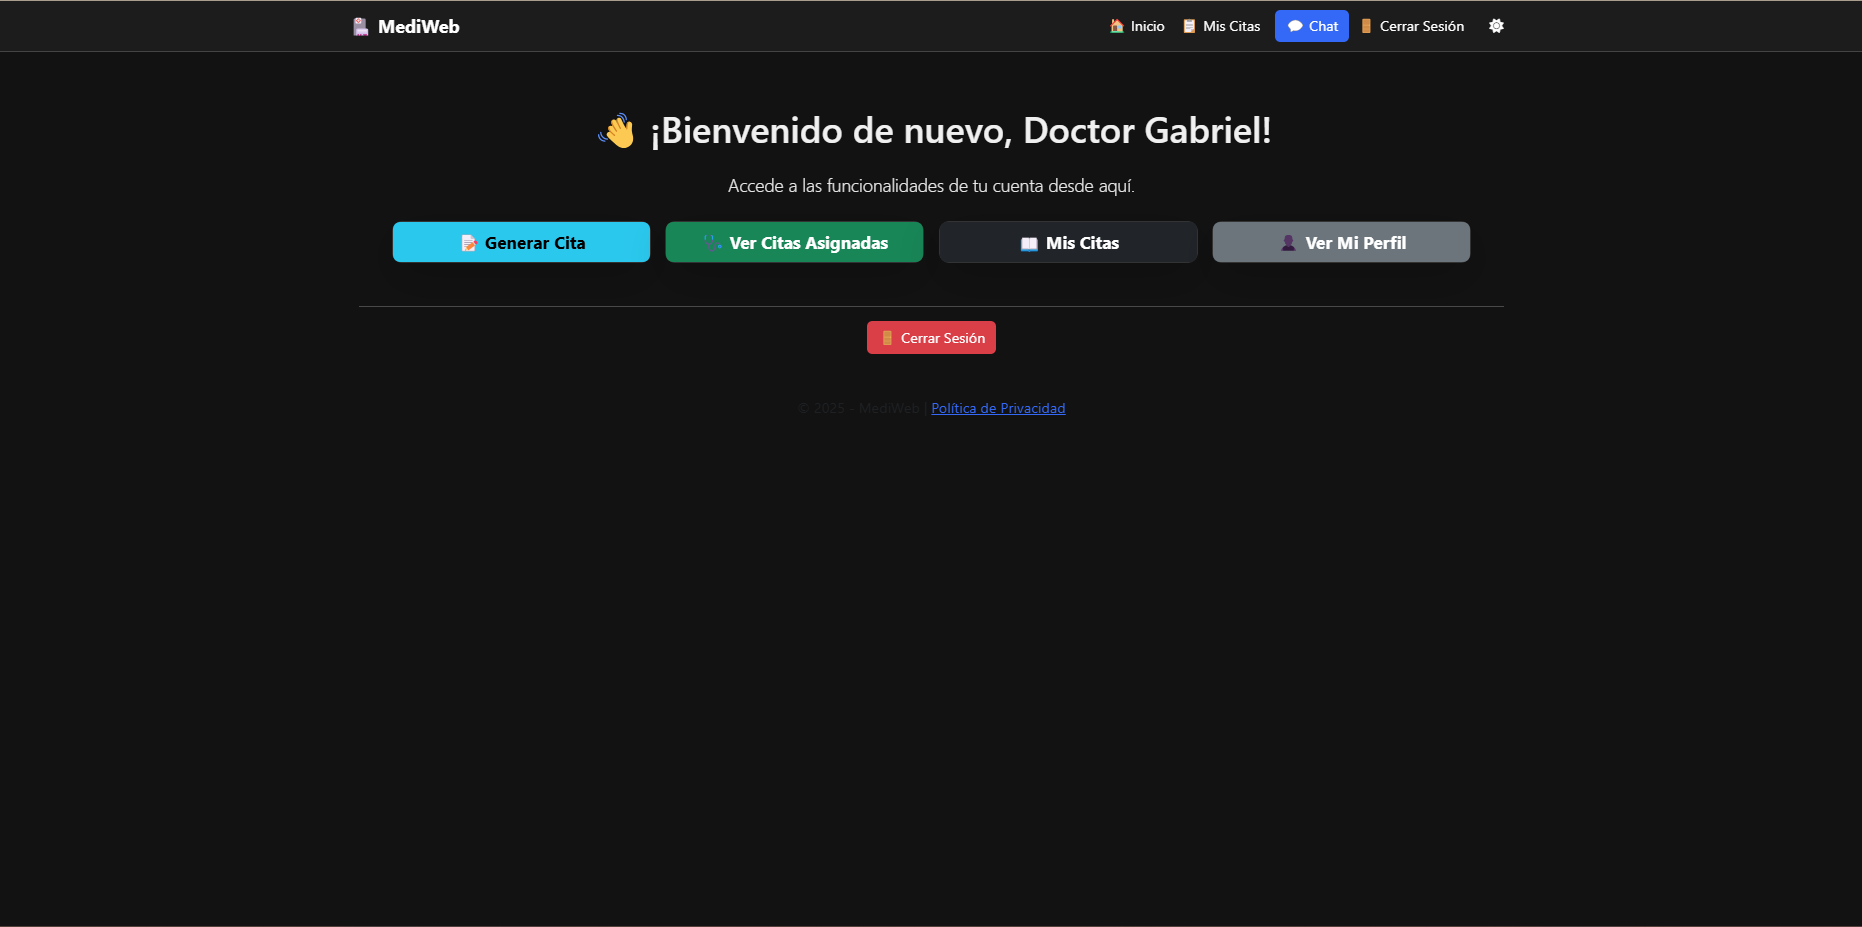 MediWeb
Inicio Mis Citas Chat Cerrar Sesión
¡Bienvenido de nuevo, Doctor Gabriel!
Accede a las funcionalidades de tu cuenta desde aquí.
Generar Cita Ver Citas Asignadas Mis Citas Ver Mi Perfil
Cerrar Sesión
© 2025 - MediWeb | Política de Privacidad